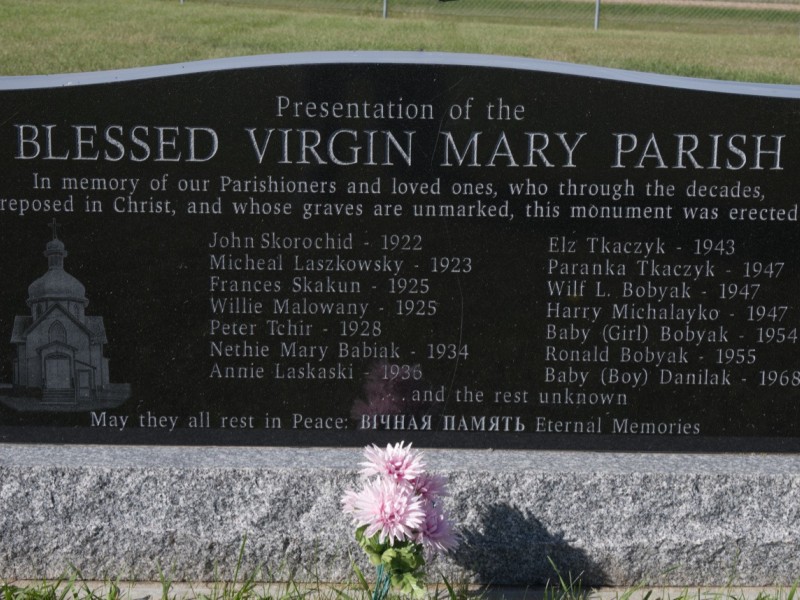 Presentation of the
BLESSED VIRGIN MARY PARISH
In memory of our Parishioners and loved ones, who through the decades,
reposed in Christ, and whose graves are unmarked, this monument was erected
John Skorochid - 1922
Micheal Laszkowsky - 1923
Frances Skakun - 1925
Willie Malowany - 1925
Peter Tchir - 1928
Nethie Mary Babiak - 1934
Annie Laskaski - 1936
Elz Tkaczyk - 1943
Paranka Tkaczyk - 1947
Wilf L. Bobyak - 1947
Harry Michalayko - 1947
Baby (Girl) Bobyak - 1954
Ronald Bobyak - 1955
Baby (Boy) Danilak - 1968
...and the rest unknown
May they all rest in Peace: ВІЧНАЯ ПАМЯТЬ Eternal Memories